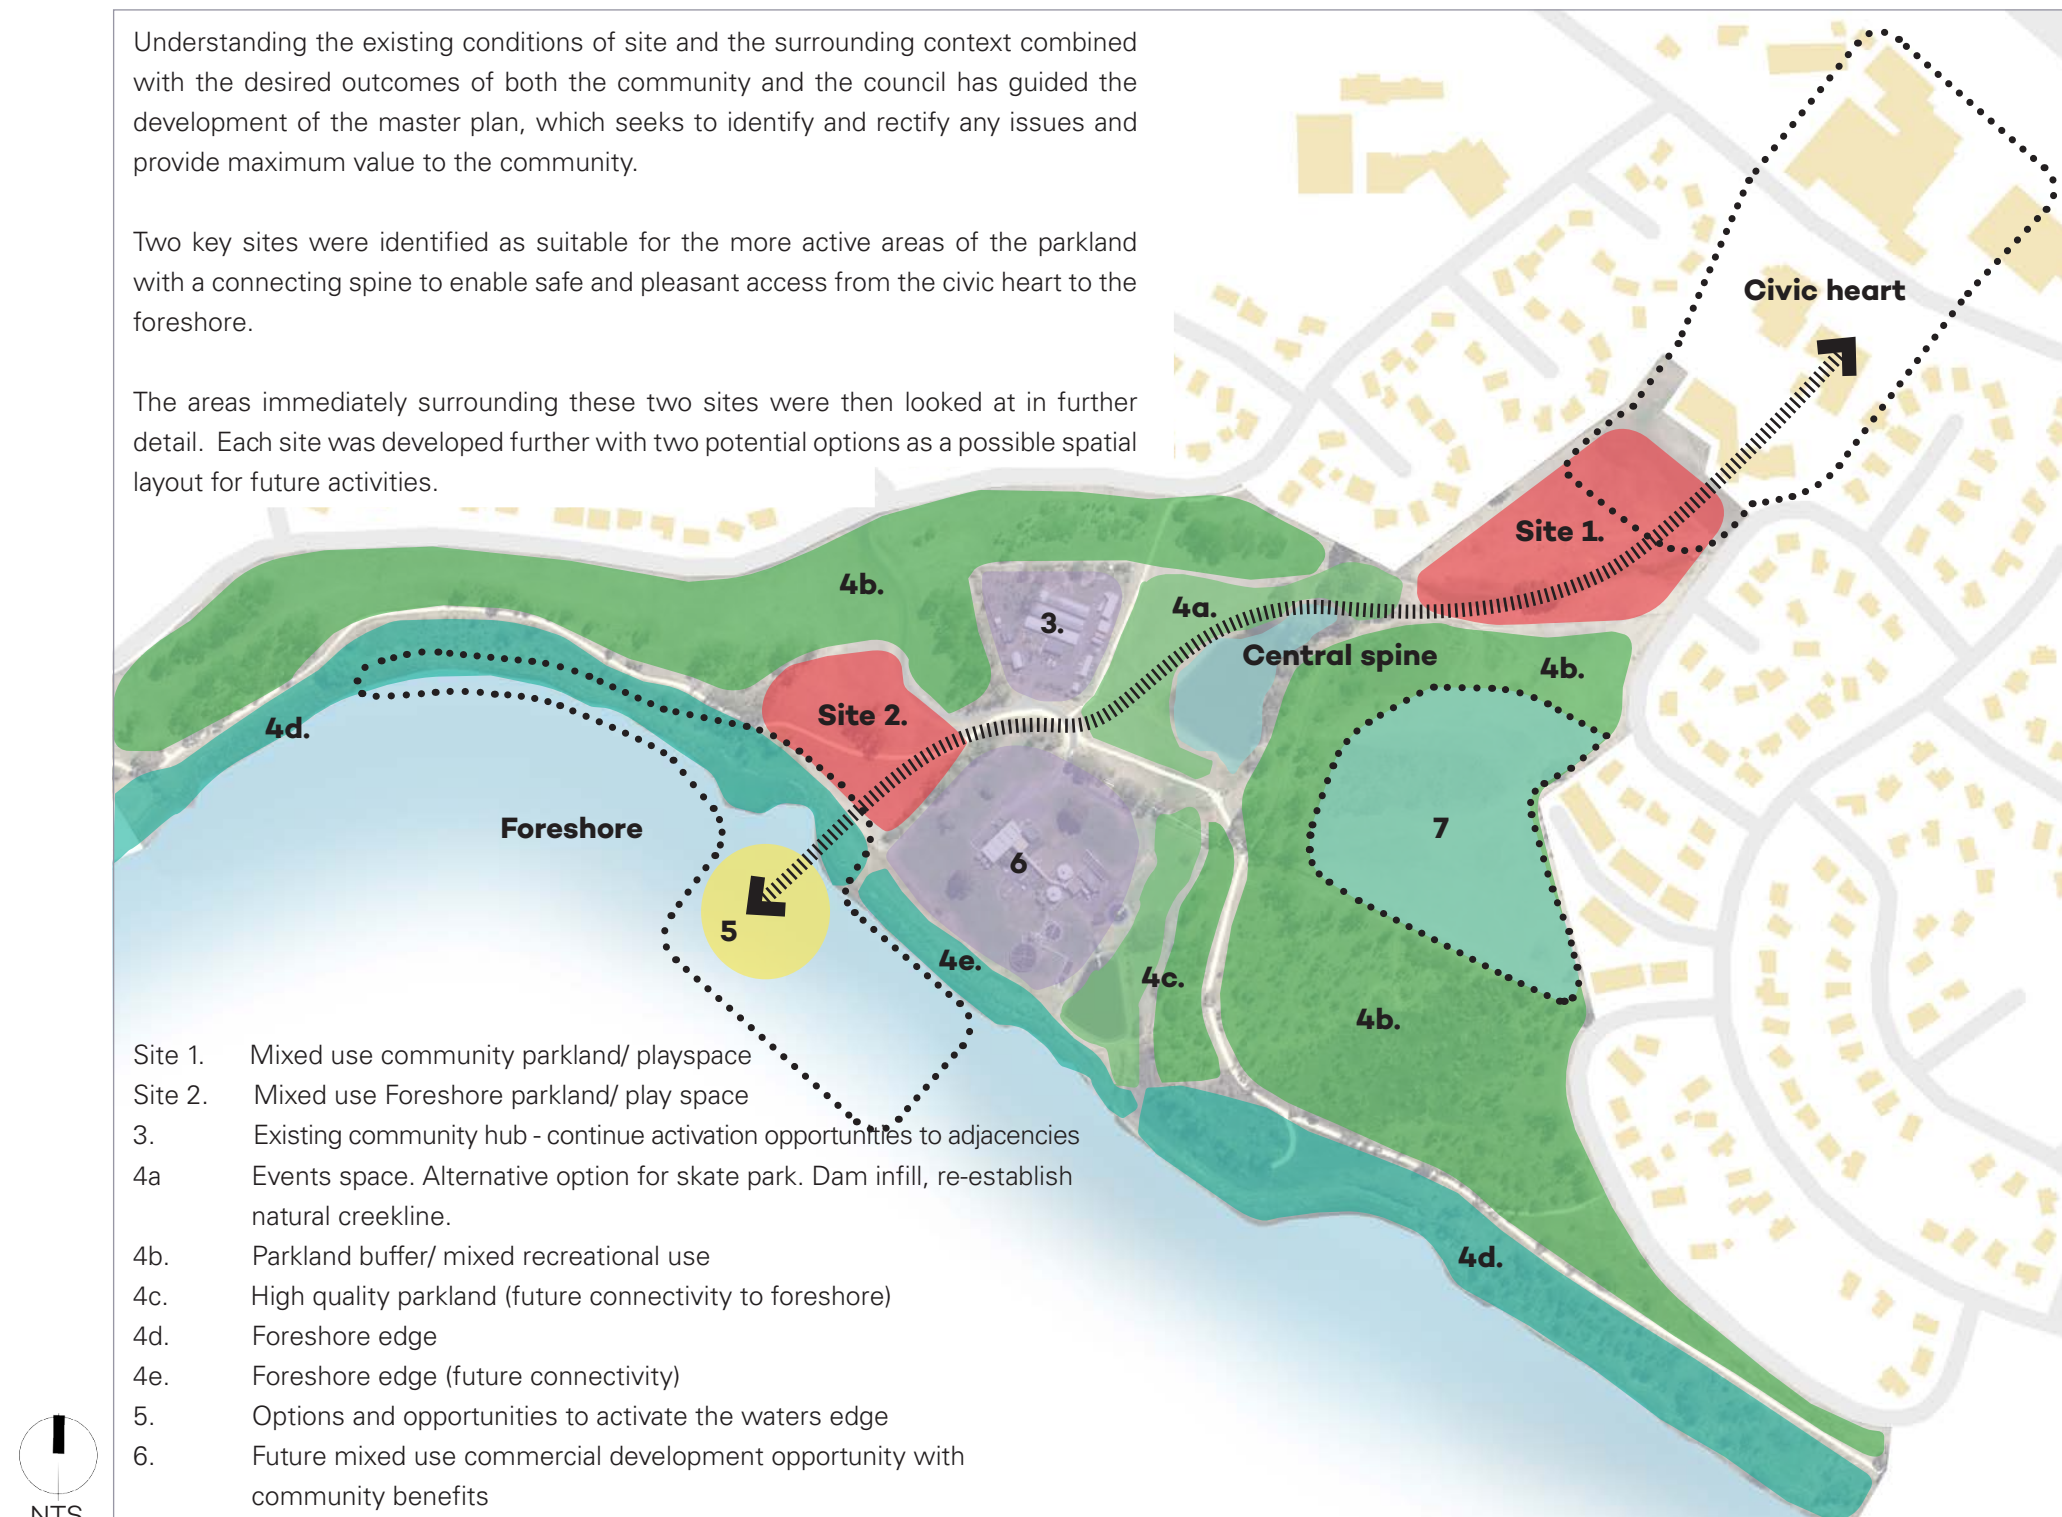 Understanding the existing conditions of site and the surrounding context combined
with the desired outcomes of both the community and the council has guided the
development of the master plan, which seeks to identify and rectify any issues and
provide maximum value to the community.
Two key sites were identified as suitable for the more active areas of the parkland
with a connecting spine to enable safe and pleasant access from the civic heart to the
foreshore.
The areas immediately surrounding these two sites were then looked at in further
detail.  Each site was developed further with two potential options as a possible spatial
layout for future activities.
Civic heart
Site 1.
4b.
3.
4a.
Central spine
4b.
Site 2.
4d.
Foreshore
7
6
5
4e.
4c.
4b.
4d.
Site 1. Mixed use community parkland/ playspace
Site 2. Mixed use Foreshore parkland/ play space
3. Existing community hub - continue activation opportunities to adjacencies
4a Events space. Alternative option for skate park. Dam infill, re-establish
natural creekline.
4b. Parkland buffer/ mixed recreational use
4c. High quality parkland (future connectivity to foreshore)
4d. Foreshore edge
4e. Foreshore edge (future connectivity)
5. Options and opportunities to activate the waters edge
6. Future mixed use commercial development opportunity with
community benefits
NTS